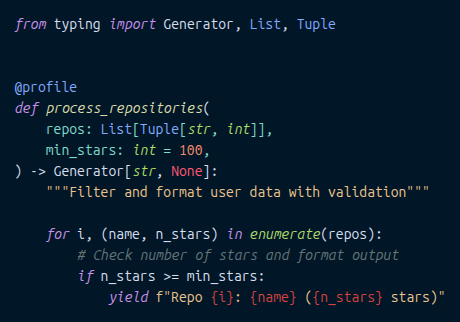 from typing import Generator, List, Tuple


@profile
def process_repositories(
    repos: List[Tuple[str, int]],
    min_stars: int = 100,
) -> Generator[str, None]:
    """Filter and format user data with validation"""

    for i, (name, n_stars) in enumerate(repos):
        # Check number of stars and format output
        if n_stars >= min_stars:
            yield f"Repo {i}: {name} ({n_stars} stars)"